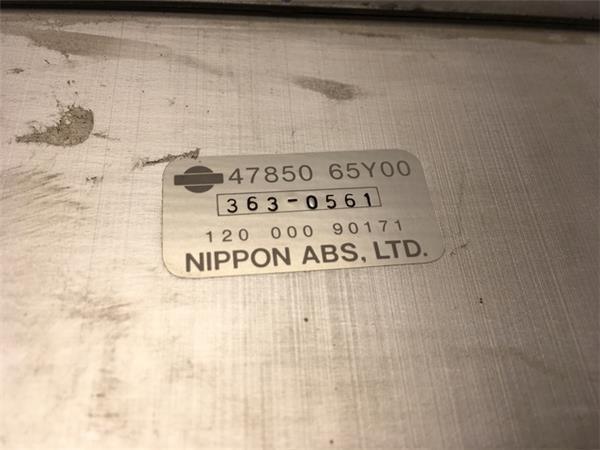 47850 65Y00
363-0561
120 000 90171
NIPPON ABS, LTD.